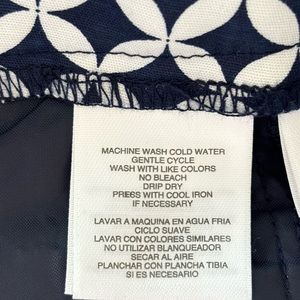 MACHINE WASH COLD WATER
GENTLE CYCLE
WASH WITH LIKE COLORS
NO BLEACH
DRIP DRY
PRESS WITH COOL IRON
IF NECESSARY
LAVAR A MAQUINA EN AGUA FRIA
CICLO SUAVE
LAVAR CON COLORES SIMILARES
NO UTILIZAR BLANQUEADOR
SECAR AL AIRE
PLANCHAR CON PLANCHA TIBIA
SI ES NECESARIO